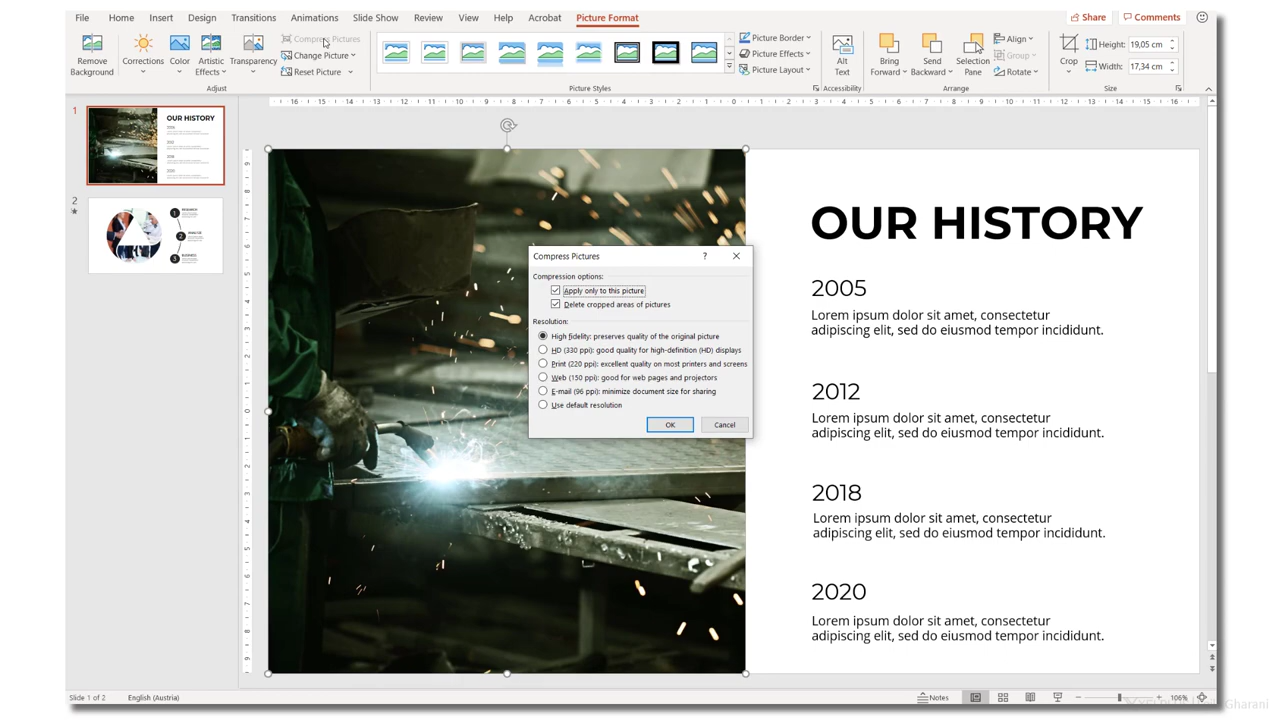 File Home Insert Design Transitions Animations Slide Show Review View Help Acrobat Picture Format Share Comments
Remove Background
Corrections
Color
Artistic Effects
Transparency
Compress Pictures
Change Picture
Reset Picture
Adjust
Picture Styles
Picture Border
Picture Effects
Picture Layout
Alt Text
Accessibility
Bring Forward
Send Backward
Selection Pane
Align
Group
Rotate
Arrange
Crop
Height: 19,05 cm
Width: 17,34 cm
Size
1
OUR HISTORY
2
Compress Pictures ?
Compression options:
Apply only to this picture
Delete cropped areas of pictures
Resolution:
High fidelity: preserves quality of the original picture
HD (330 ppi): good quality for high-definition (HD) displays
Print (220 ppi): excellent quality on most printers and screens
Web (150 ppi): good for web pages and projectors
E-mail (96 ppi): minimize document size for sharing
Use default resolution
OK Cancel
OUR HISTORY
2005
Lorem ipsum dolor sit amet, consectetur
adipiscing elit, sed do eiusmod tempor incididunt.
2012
Lorem ipsum dolor sit amet, consectetur
adipiscing elit, sed do eiusmod tempor incididunt.
2018
Lorem ipsum dolor sit amet, consectetur
adipiscing elit, sed do eiusmod tempor incididunt.
2020
Lorem ipsum dolor sit amet, consectetur
adipiscing elit, sed do eiusmod tempor incididunt.
Slide 1 of 2 English (Austria) Notes 106%
Gharani